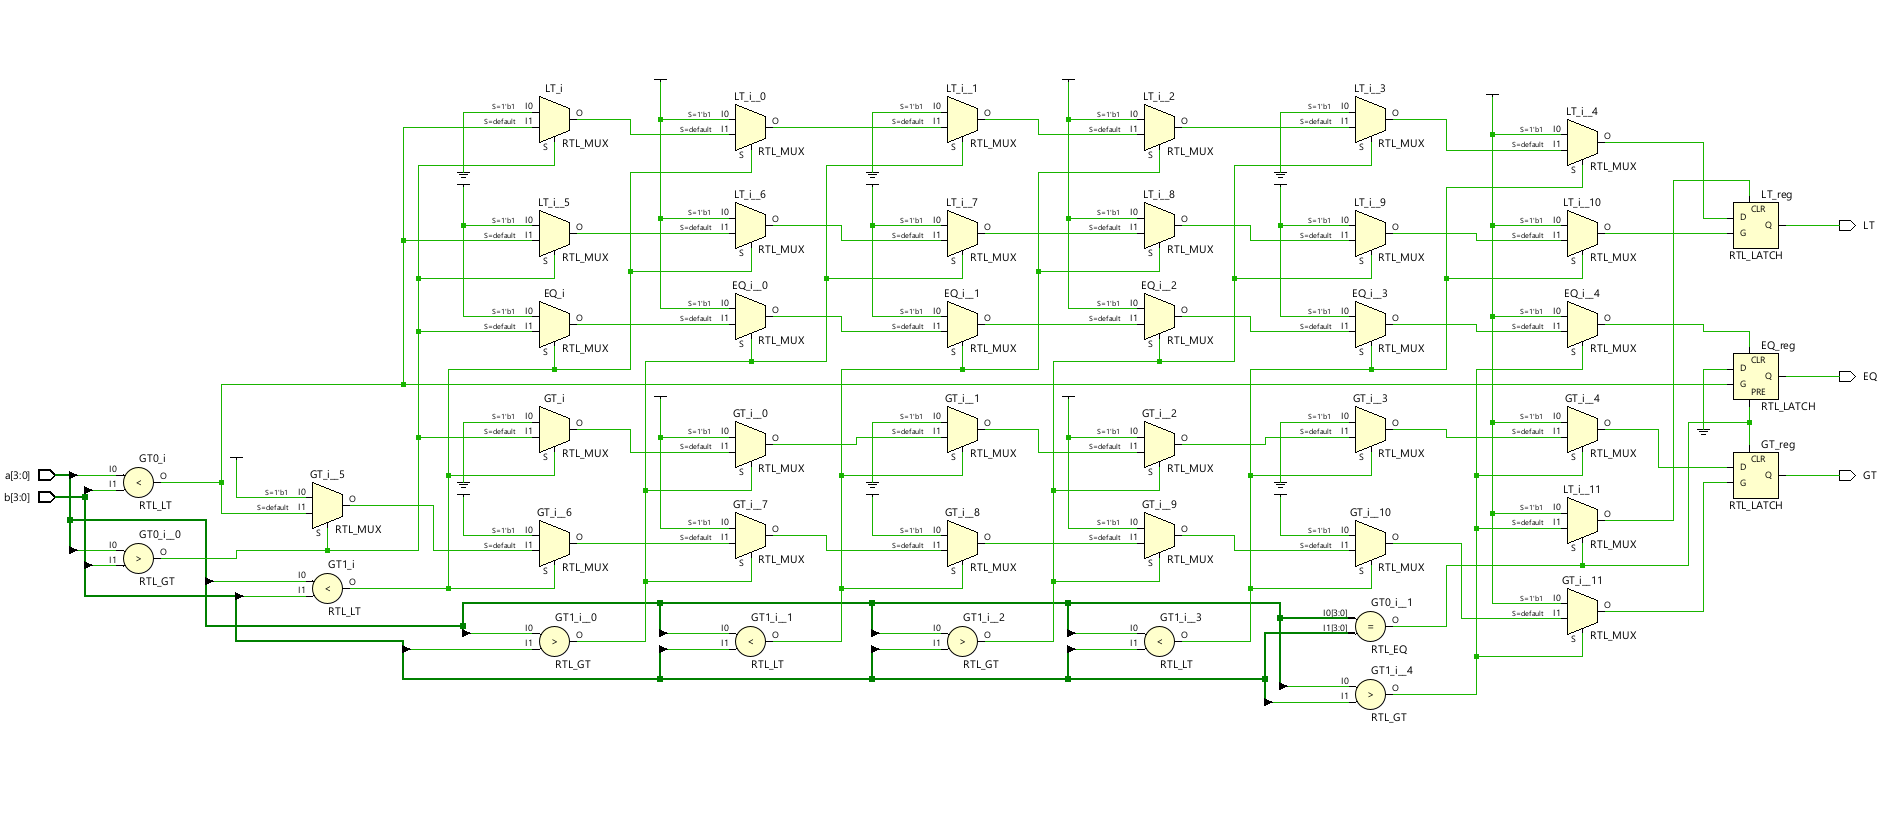 LT_i
I0
S=1'b1
I1
S=default
O
S
RTL_MUX
LT_i__0
S=1'b1
I0
S=default
I1
O
S
RTL_MUX
LT_i__1
S=1'b1
I0
S=default
I1
O
S
RTL_MUX
LT_i__2
S=1'b1
I0
S=default
I1
O
S
RTL_MUX
LT_i__3
S=1'b1
I0
S=default
I1
O
S
RTL_MUX
LT_i__4
S=1'b1
I0
S=default
I1
O
S
RTL_MUX
LT_i__5
S=1'b1
I0
S=default
I1
O
S
RTL_MUX
LT_i__6
S=1'b1
I0
S=default
I1
O
S
RTL_MUX
LT_i__7
S=1'b1
I0
S=default
I1
O
S
RTL_MUX
LT_i__8
S=1'b1
I0
S=default
I1
O
S
RTL_MUX
LT_i__9
S=1'b1
I0
S=default
I1
O
S
RTL_MUX
LT_i__10
S=1'b1
I0
S=default
I1
O
S
RTL_MUX
LT_reg
CLR
D
G
Q
RTL_LATCH
LT
EQ_i
S=1'b1
I0
S=default
I1
O
S
RTL_MUX
EQ_i__0
S=1'b1
I0
S=default
I1
O
S
RTL_MUX
EQ_i__1
S=1'b1
I0
S=default
I1
O
S
RTL_MUX
EQ_i__2
S=1'b1
I0
S=default
I1
O
S
RTL_MUX
EQ_i__3
S=1'b1
I0
S=default
I1
O
S
RTL_MUX
EQ_i__4
S=1'b1
I0
S=default
I1
O
S
RTL_MUX
EQ_reg
CLR
D
G
Q
PRE
RTL_LATCH
EQ
GT_i
S=1'b1
I0
S=default
I1
O
S
RTL_MUX
GT_i__0
S=1'b1
I0
S=default
I1
O
S
RTL_MUX
GT_i__1
S=1'b1
I0
S=default
I1
O
S
RTL_MUX
GT_i__2
S=1'b1
I0
S=default
I1
O
S
RTL_MUX
GT_i__3
S=1'b1
I0
S=default
I1
O
S
RTL_MUX
GT_i__4
S=1'b1
I0
S=default
I1
O
S
RTL_MUX
GT_reg
CLR
D
G
Q
RTL_LATCH
GT
a[3:0]
b[3:0]
GT0_i
I0
I1
<
O
RTL_LT
GT_i__5
S=1'b1
I0
S=default
I1
O
S
RTL_MUX
GT0_i__0
I0
I1
>
O
RTL_GT
GT1_i
I0
I1
<
O
RTL_LT
GT_i__6
S=1'b1
I0
S=default
I1
O
S
RTL_MUX
GT_i__7
S=1'b1
I0
S=default
I1
O
S
RTL_MUX
GT_i__8
S=1'b1
I0
S=default
I1
O
S
RTL_MUX
GT_i__9
S=1'b1
I0
S=default
I1
O
S
RTL_MUX
GT_i__10
S=1'b1
I0
S=default
I1
O
S
RTL_MUX
LT_i__11
S=1'b1
I0
S=default
I1
O
S
RTL_MUX
GT_i__11
S=1'b1
I0
S=default
I1
O
S
RTL_MUX
GT1_i__0
I0
I1
>
O
RTL_GT
GT1_i__1
I0
I1
<
O
RTL_LT
GT1_i__2
I0
I1
>
O
RTL_GT
GT1_i__3
I0
I1
<
O
RTL_LT
GT0_i__1
I0[3:0]
I1[3:0]
=
O
RTL_EQ
GT1_i__4
I0
I1
>
O
RTL_GT